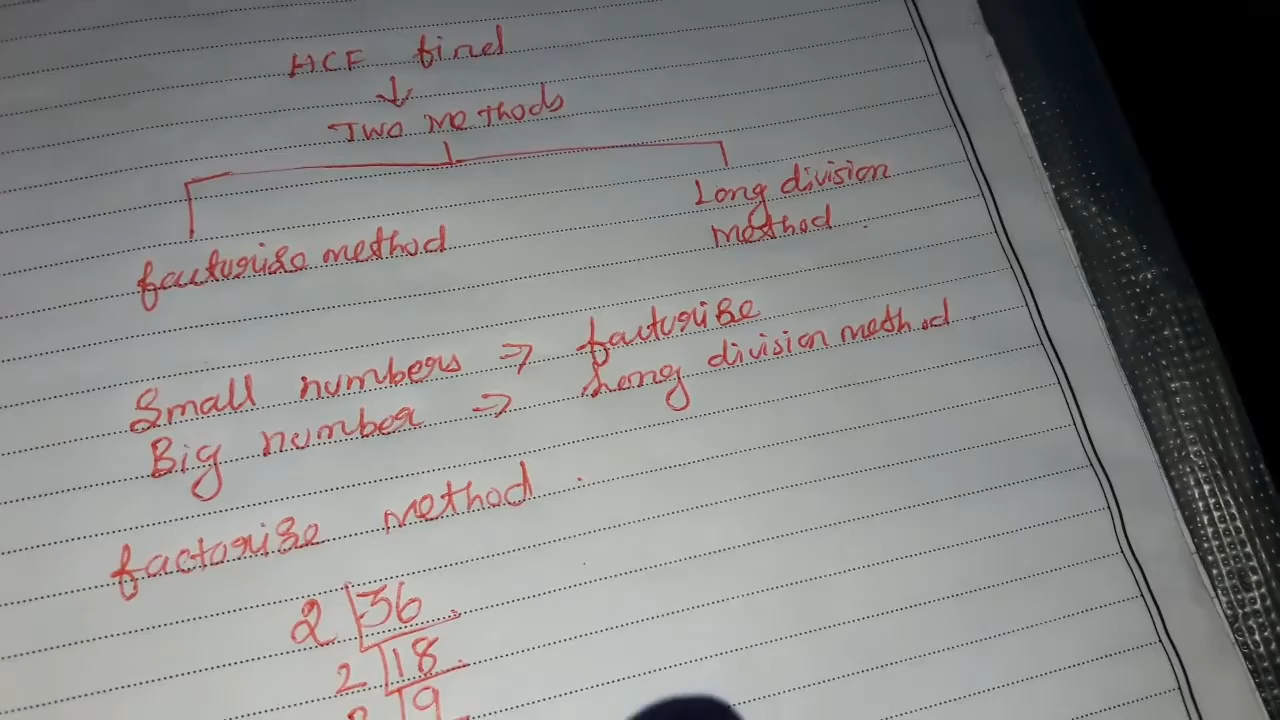 HCF find
↓
Two methods
factorise method
Long division
method.
Small numbers ⇒ factorise
Big number ⇒ Long division method.
factorise method.
2 36
2 18
9